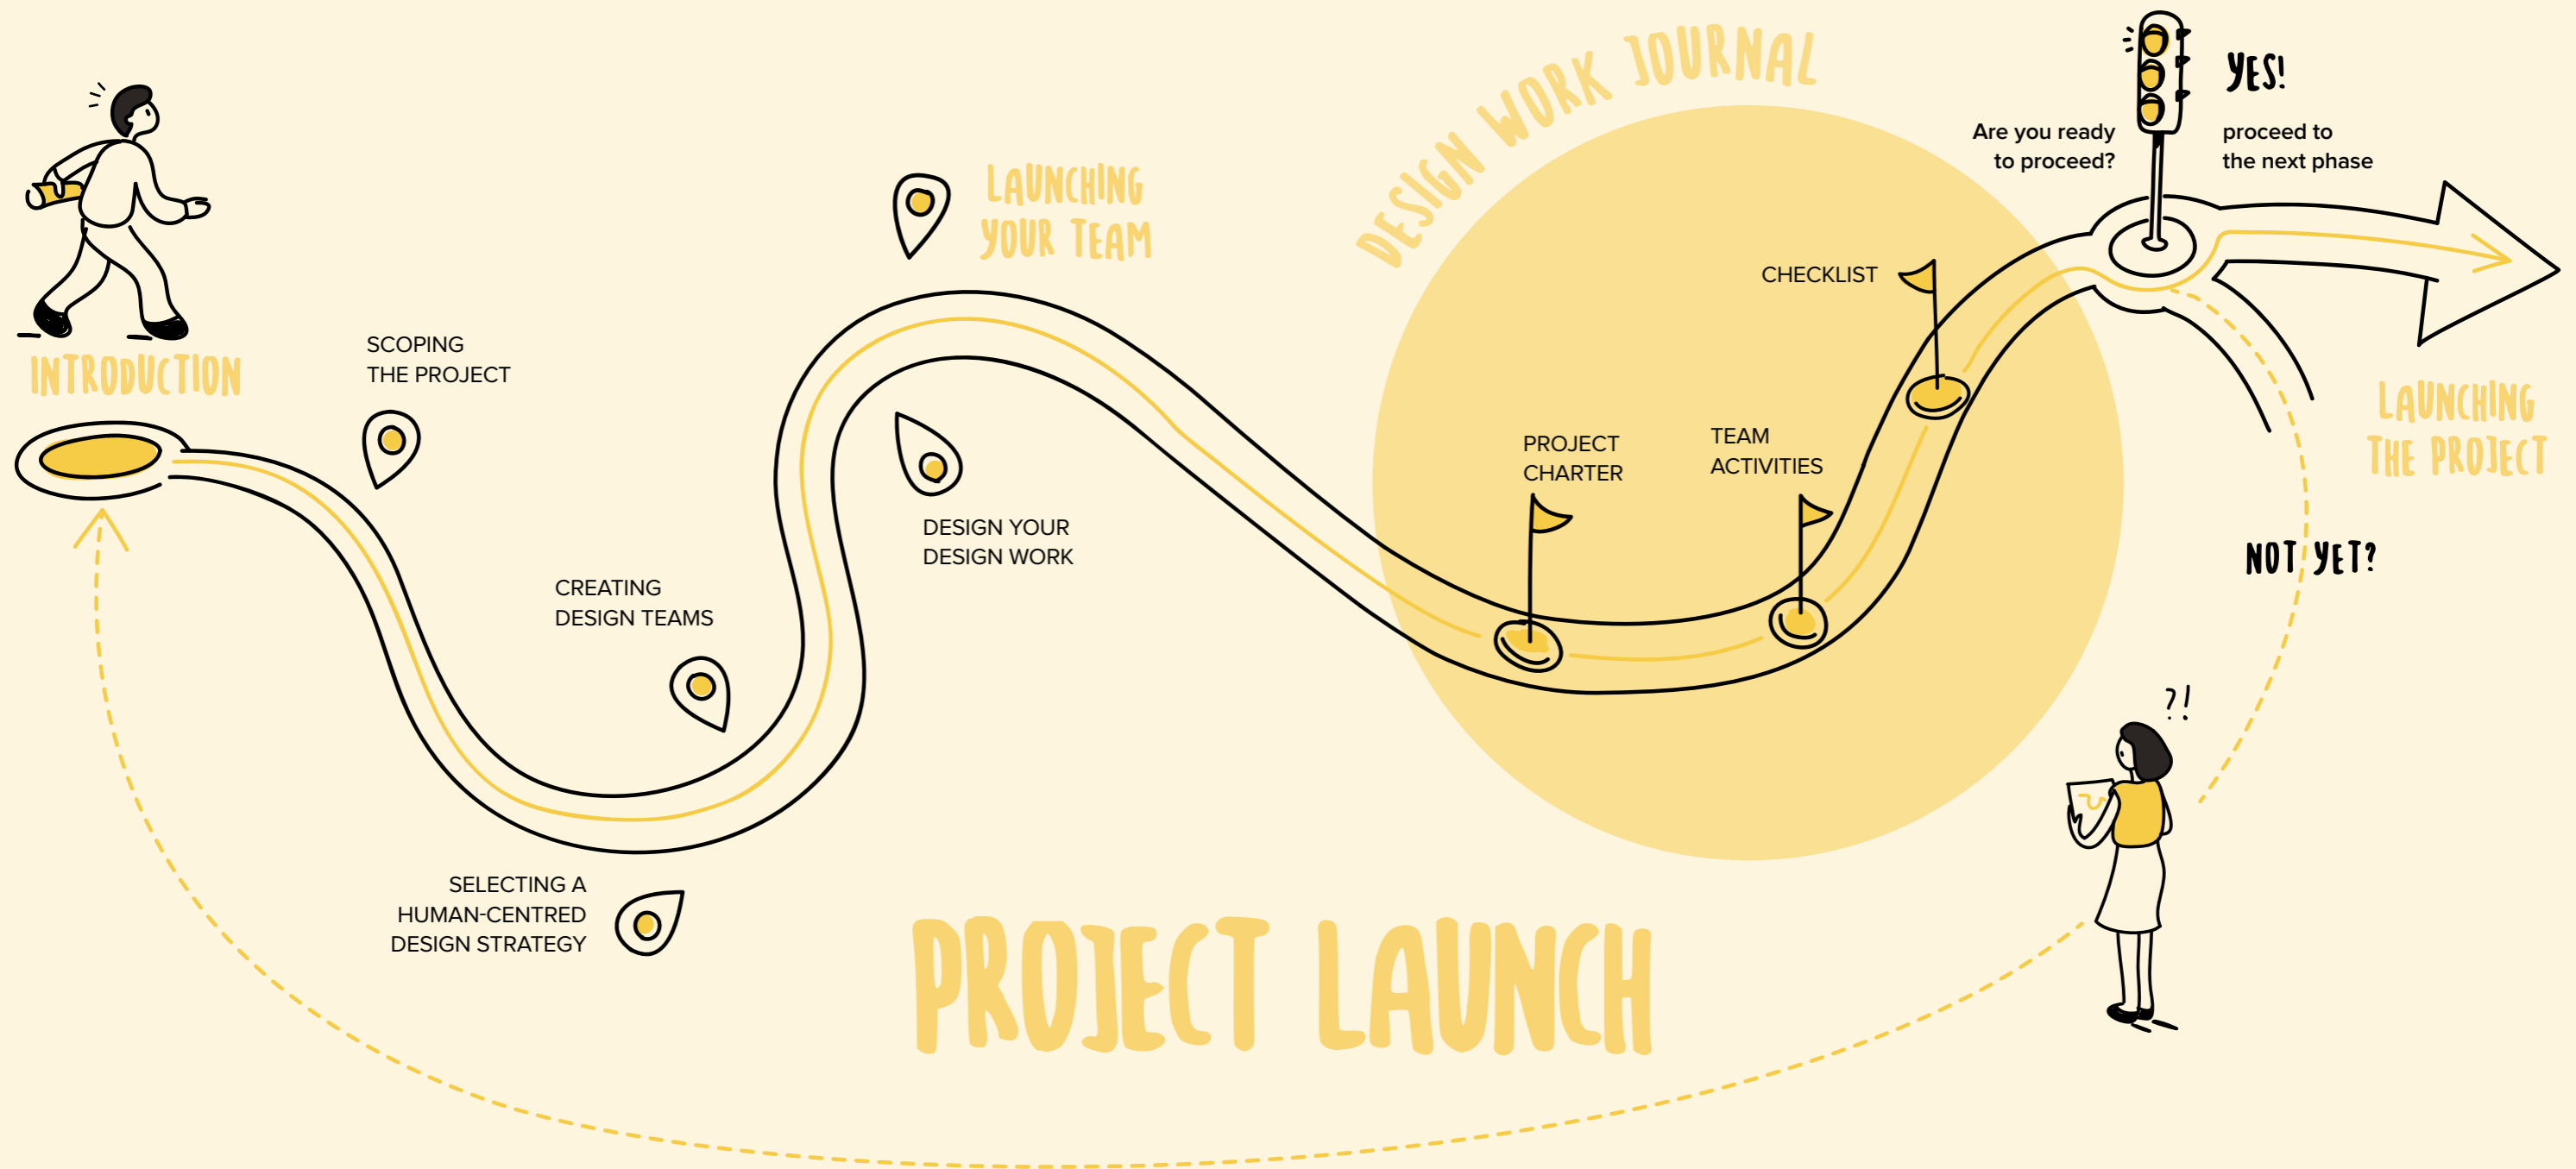 INTRODUCTION
SCOPING
THE PROJECT
SELECTING A
HUMAN-CENTRED
DESIGN STRATEGY
CREATING
DESIGN TEAMS
DESIGN YOUR
DESIGN WORK
LAUNCHING
YOUR TEAM
DESIGN WORK JOURNAL
PROJECT
CHARTER
TEAM
ACTIVITIES
CHECKLIST
Are you ready
to proceed?
YES!
proceed to
the next phase
LAUNCHING
THE PROJECT
NOT YET?
?!
PROJECT LAUNCH